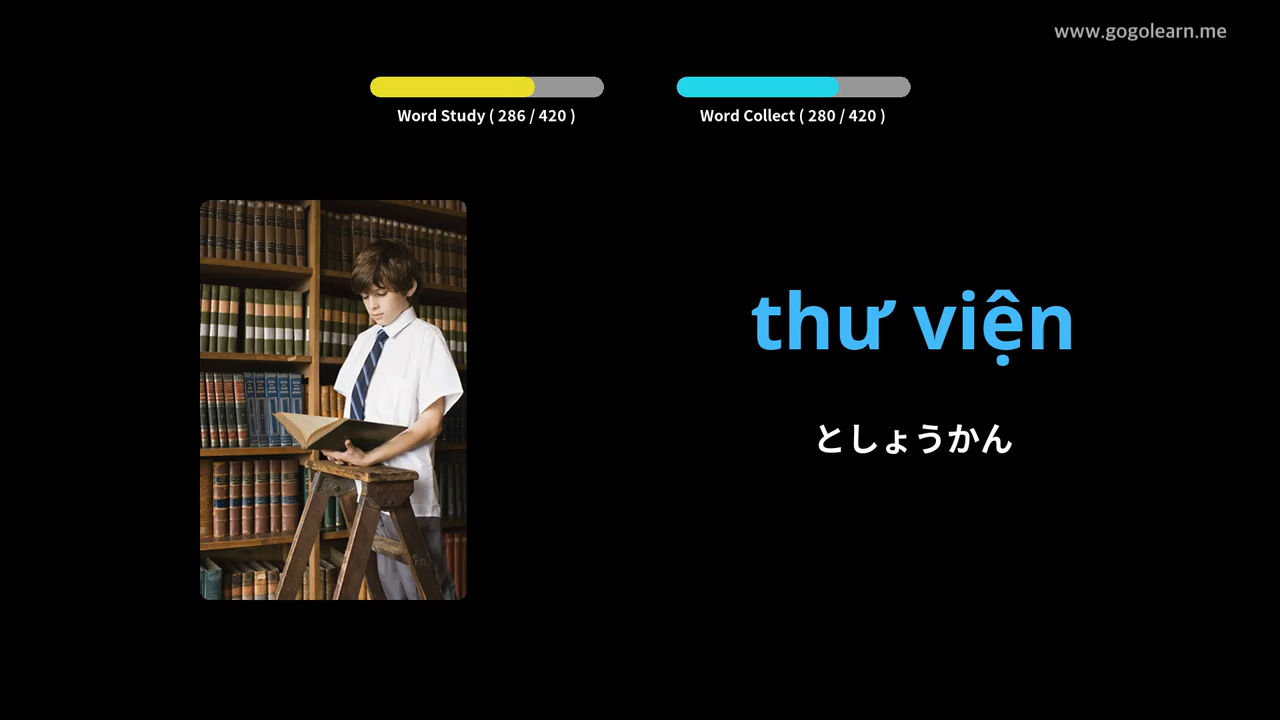 www.gogolearn.me
Word Study ( 286 / 420 )
Word Collect ( 280 / 420 )
thư viện
としょうかん